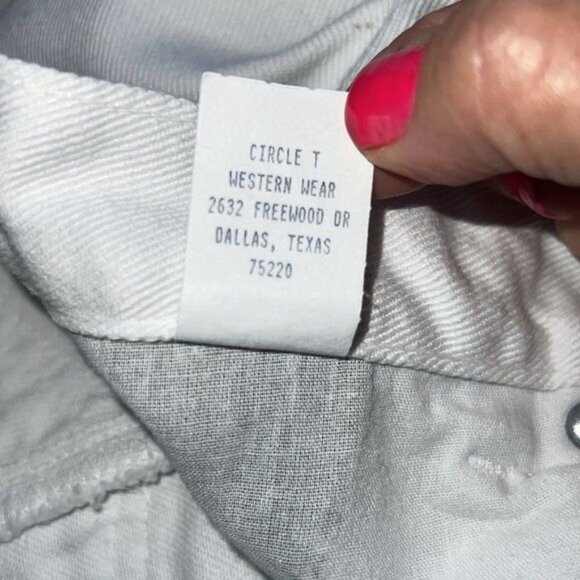 CIRCLE T
WESTERN WEAR
2632 FREEWOOD DR
DALLAS, TEXAS
75220